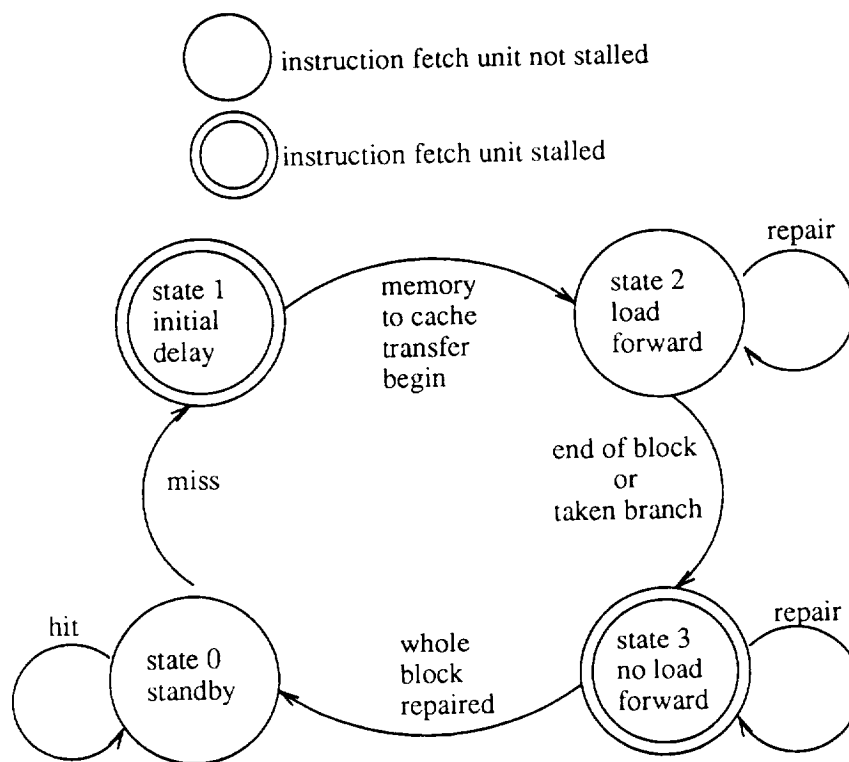 instruction fetch unit not stalled
instruction fetch unit stalled
state 1
initial
delay
memory
to cache
transfer
begin
state 2
load
forward
repair
miss
end of block
or
taken branch
hit
state 0
standby
whole
block
repaired
state 3
no load
forward
repair